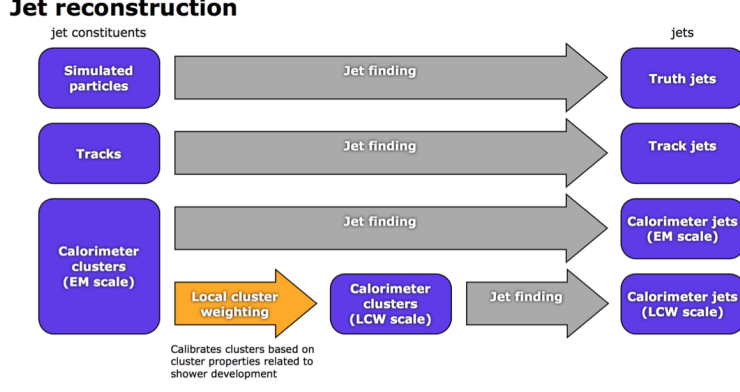 Jet reconstruction
jet constituents
jets
Simulated
particles
Jet finding
Truth jets
Tracks
Jet finding
Track jets
Calorimeter
clusters
(EM scale)
Jet finding
Calorimeter jets
(EM scale)
Local cluster
weighting
Calorimeter
clusters
(LCW scale)
Jet finding
Calorimeter jets
(LCW scale)
Calibrates clusters based on
cluster properties related to
shower development